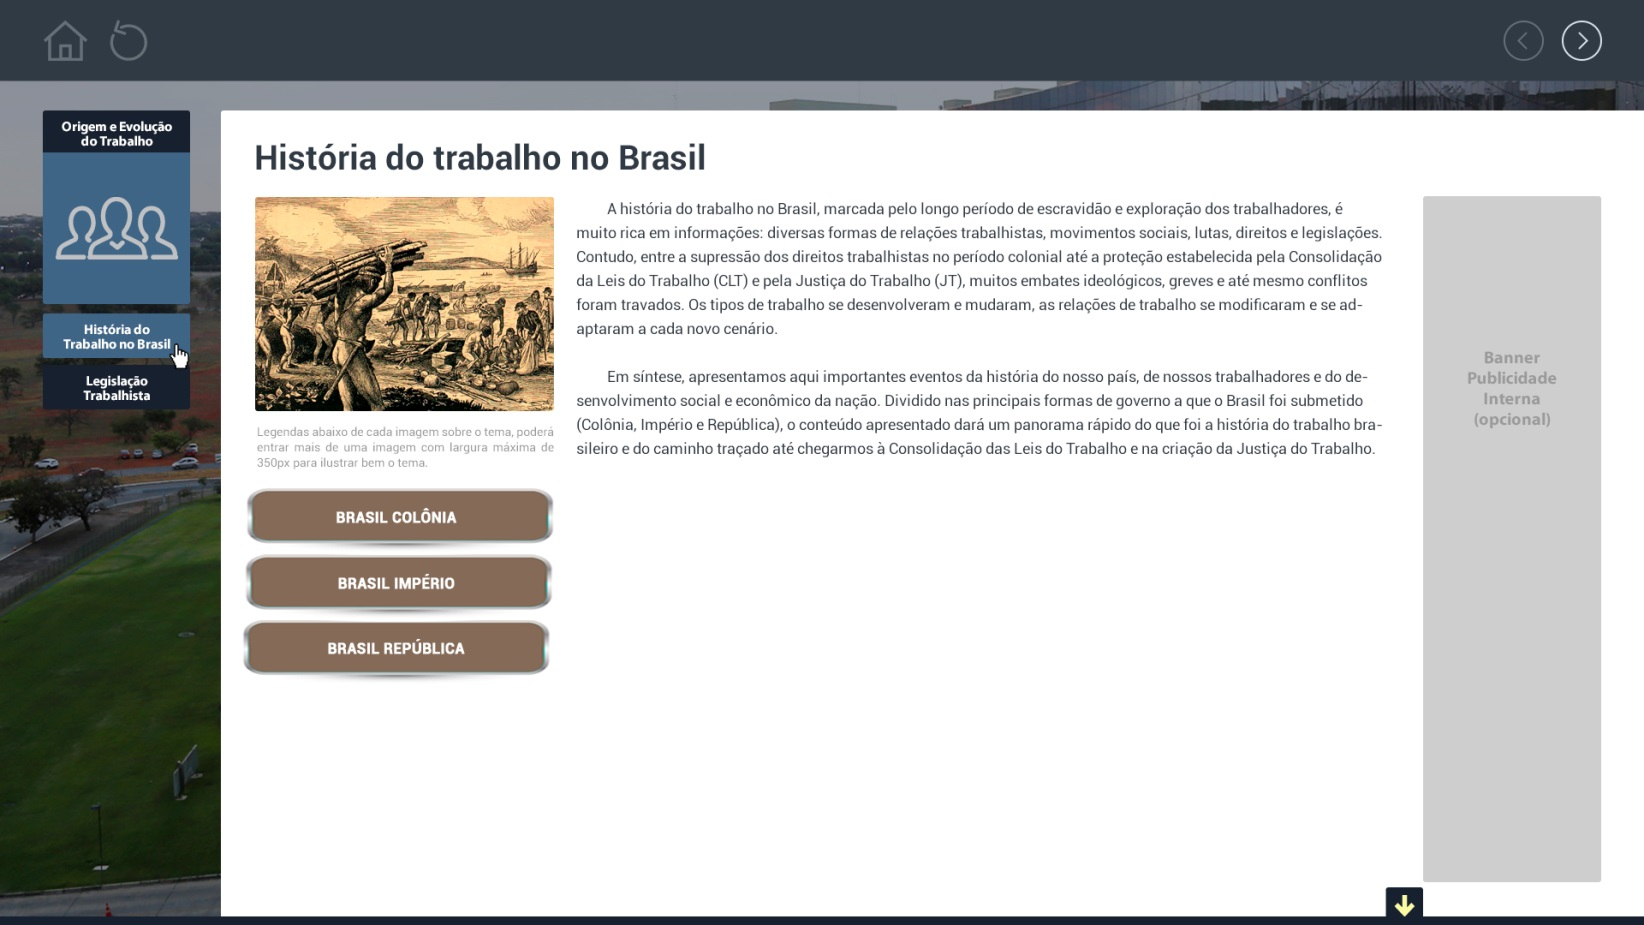 Origem e Evolução
do Trabalho
História do
Trabalho no Brasil
Legislação
Trabalhista
História do trabalho no Brasil
Legendas abaixo de cada imagem sobre o tema, poderá
entrar mais de uma imagem com largura máxima de
350px para ilustrar bem o tema.
BRASIL COLÔNIA
BRASIL IMPÉRIO
BRASIL REPÚBLICA
A história do trabalho no Brasil, marcada pelo longo período de escravidão e exploração dos trabalhadores, é
muito rica em informações: diversas formas de relações trabalhistas, movimentos sociais, lutas, direitos e legislações.
Contudo, entre a supressão dos direitos trabalhistas no período colonial até a proteção estabelecida pela Consolidação
da Leis do Trabalho (CLT) e pela Justiça do Trabalho (JT), muitos embates ideológicos, greves e até mesmo conflitos
foram travados. Os tipos de trabalho se desenvolveram e mudaram, as relações de trabalho se modificaram e se ad-
aptaram a cada novo cenário.
Em síntese, apresentamos aqui importantes eventos da história do nosso país, de nossos trabalhadores e do de-
senvolvimento social e econômico da nação. Dividido nas principais formas de governo a que o Brasil foi submetido
(Colônia, Império e República), o conteúdo apresentado dará um panorama rápido do que foi a história do trabalho bra-
sileiro e do caminho traçado até chegarmos à Consolidação das Leis do Trabalho e na criação da Justiça do Trabalho.
Banner
Publicidade
Interna
(opcional)